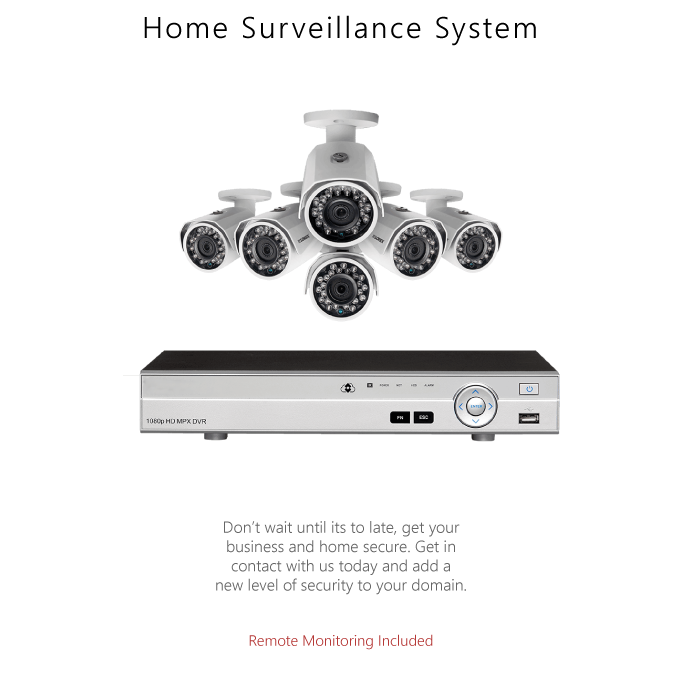 Home Surveillance System
1080p HD MPX DVR
FN
ESC
Don't wait until its to late, get your
business and home secure. Get in
contact with us today and add a
new level of security to your domain.
Remote Monitoring Included